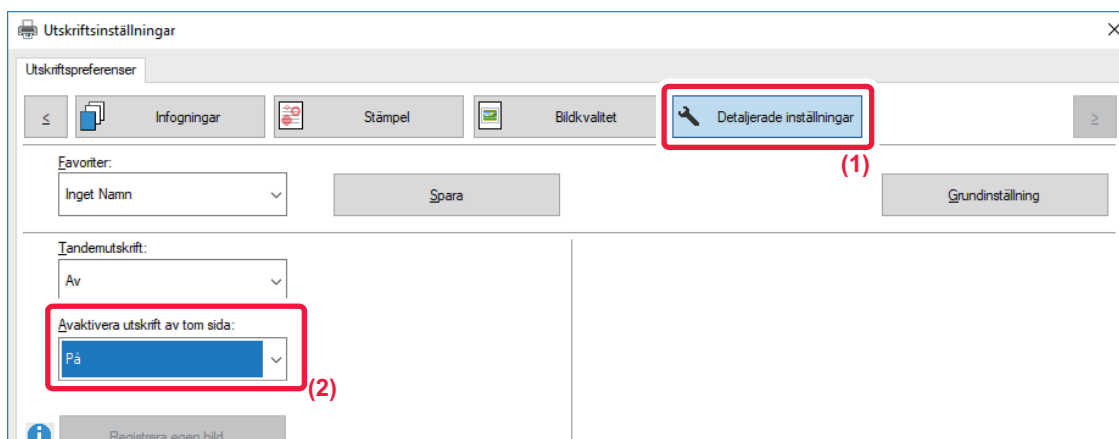 Utskriftsinställningar
Utskriftspreferenser
<
Infogningar
Stämpel
Bildkvalitet
Detaljerade inställningar
>
(1)
Favoriter:
Inget Namn
Spara
Grundinställning
Tandemutskrift:
Av
Avaktivera utskrift av tom sida:
På
(2)
Registrera egen bild